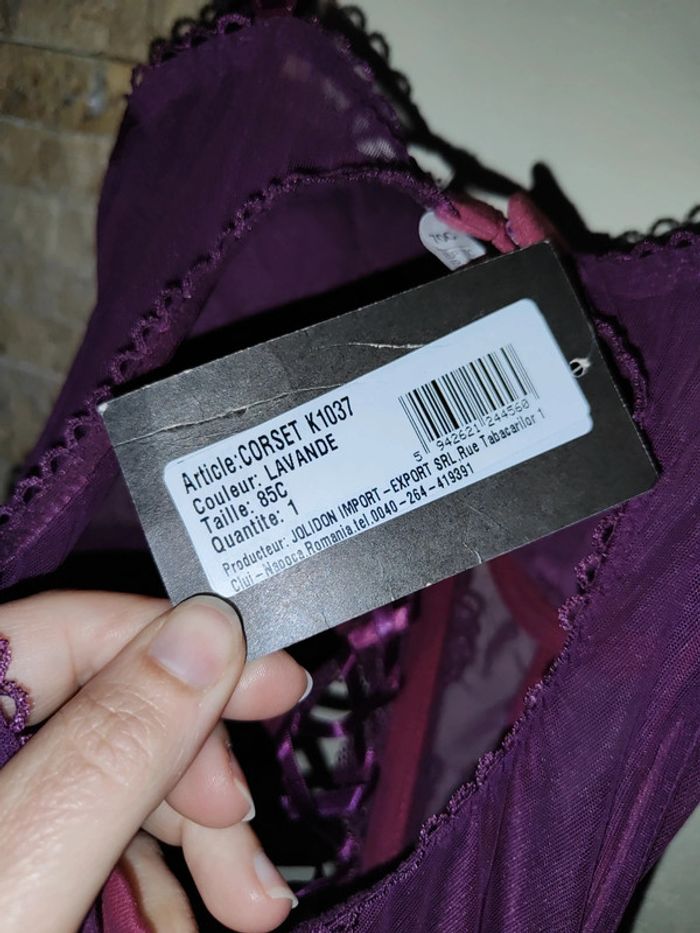 Article:CORSET K1037
Couleur: LAVANDE
Taille: 85C
Quantite: 1
5 942621 244560
Producteur: JOLIDON IMPORT-EXPORT SRL.Rue Tabacarilor 1
Cluj-Napoca.Romania.tel.0040-264-419391
70C